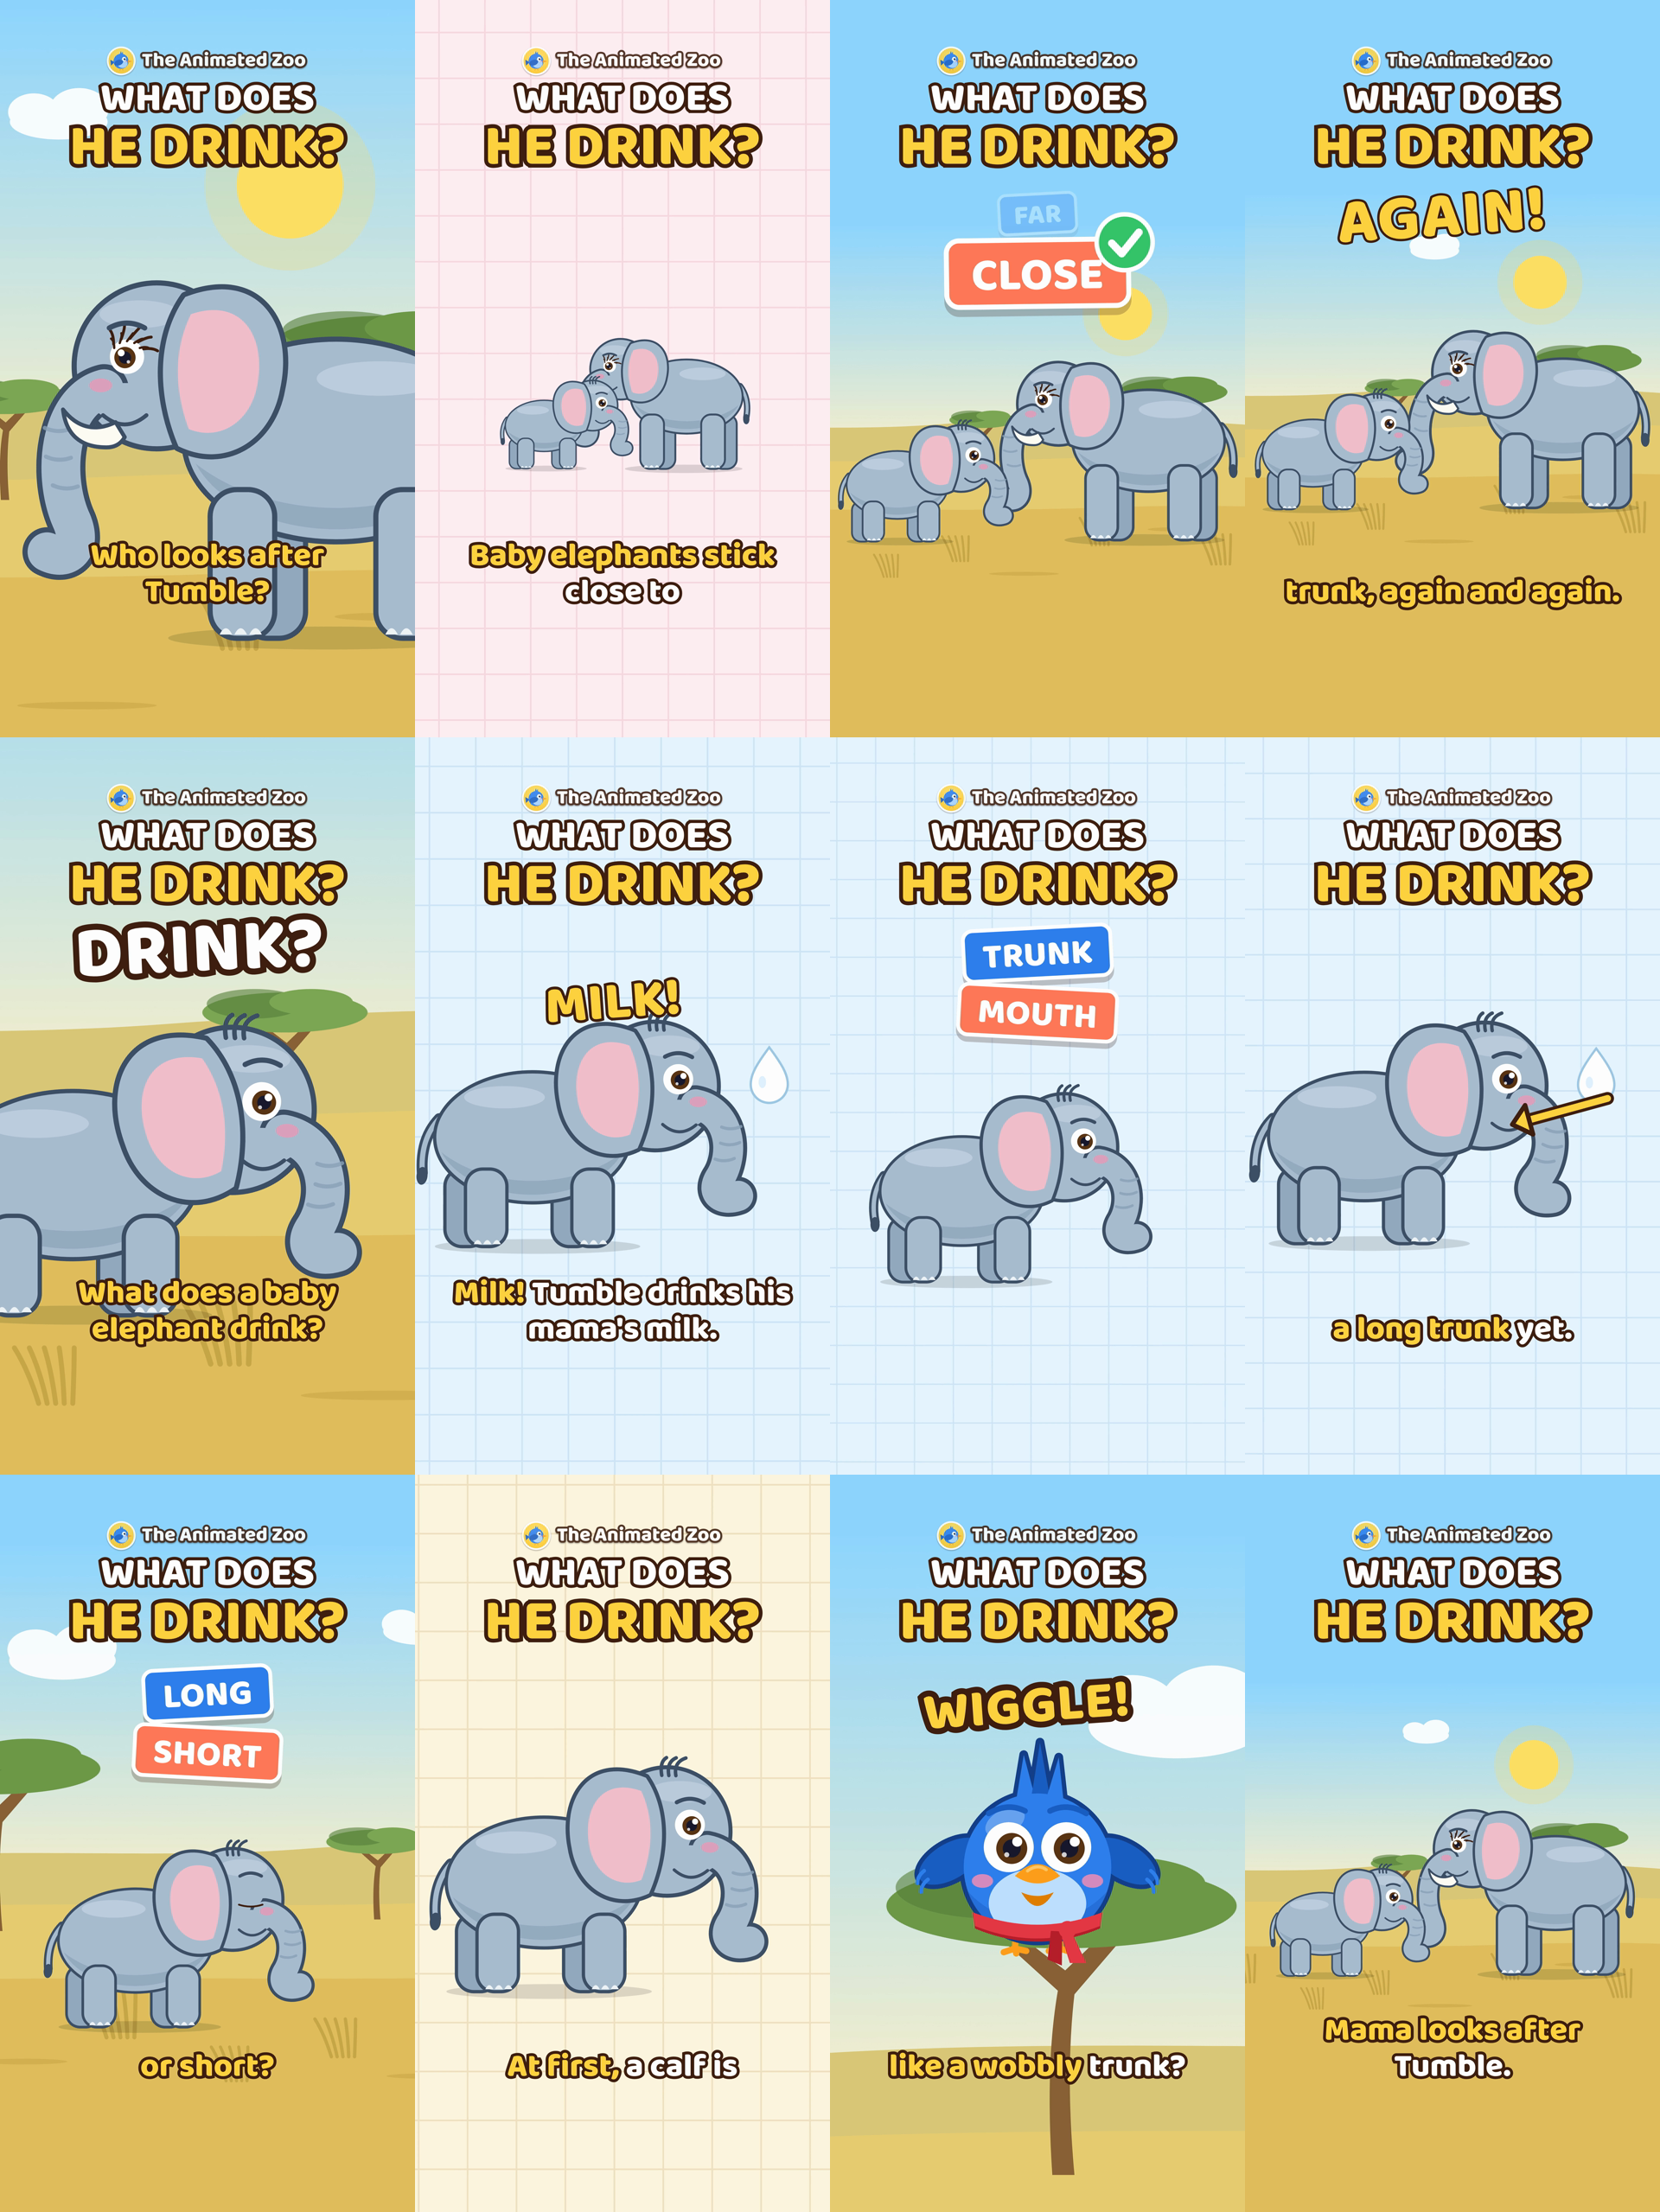 The Animated Zoo
WHAT DOES
HE DRINK?
Who looks after
Tumble?
The Animated Zoo
WHAT DOES
HE DRINK?
Baby elephants stick
close to
The Animated Zoo
WHAT DOES
HE DRINK?
FAR
CLOSE
The Animated Zoo
WHAT DOES
HE DRINK?
AGAIN!
trunk, again and again.
The Animated Zoo
WHAT DOES
HE DRINK?
DRINK?
What does a baby
elephant drink?
The Animated Zoo
WHAT DOES
HE DRINK?
MILK!
Milk! Tumble drinks his
mama's milk.
The Animated Zoo
WHAT DOES
HE DRINK?
TRUNK
MOUTH
The Animated Zoo
WHAT DOES
HE DRINK?
a long trunk yet.
The Animated Zoo
WHAT DOES
HE DRINK?
LONG
SHORT
or short?
The Animated Zoo
WHAT DOES
HE DRINK?
At first, a calf is
The Animated Zoo
WHAT DOES
HE DRINK?
WIGGLE!
like a wobbly trunk?
The Animated Zoo
WHAT DOES
HE DRINK?
Mama looks after
Tumble.